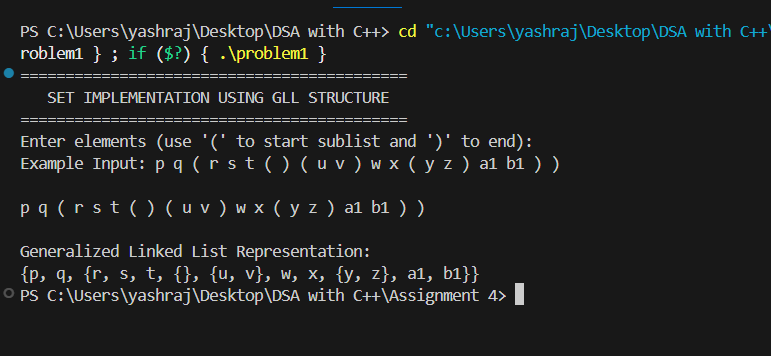 PS C:\Users\yashraj\Desktop\DSA with C++> cd "c:\Users\yashraj\Desktop\DSA with C++\
roblem1 } ; if ($?) { .\problem1 }
===========================================
SET IMPLEMENTATION USING GLL STRUCTURE
===========================================
Enter elements (use '(' to start sublist and ')' to end):
Example Input: p q ( r s t ( ) ( u v ) w x ( y z ) a1 b1 ) )

p q ( r s t ( ) ( u v ) w x ( y z ) a1 b1 ) )

Generalized Linked List Representation:
{p, q, {r, s, t, {}, {u, v}, w, x, {y, z}, a1, b1}}
PS C:\Users\yashraj\Desktop\DSA with C++\Assignment 4>